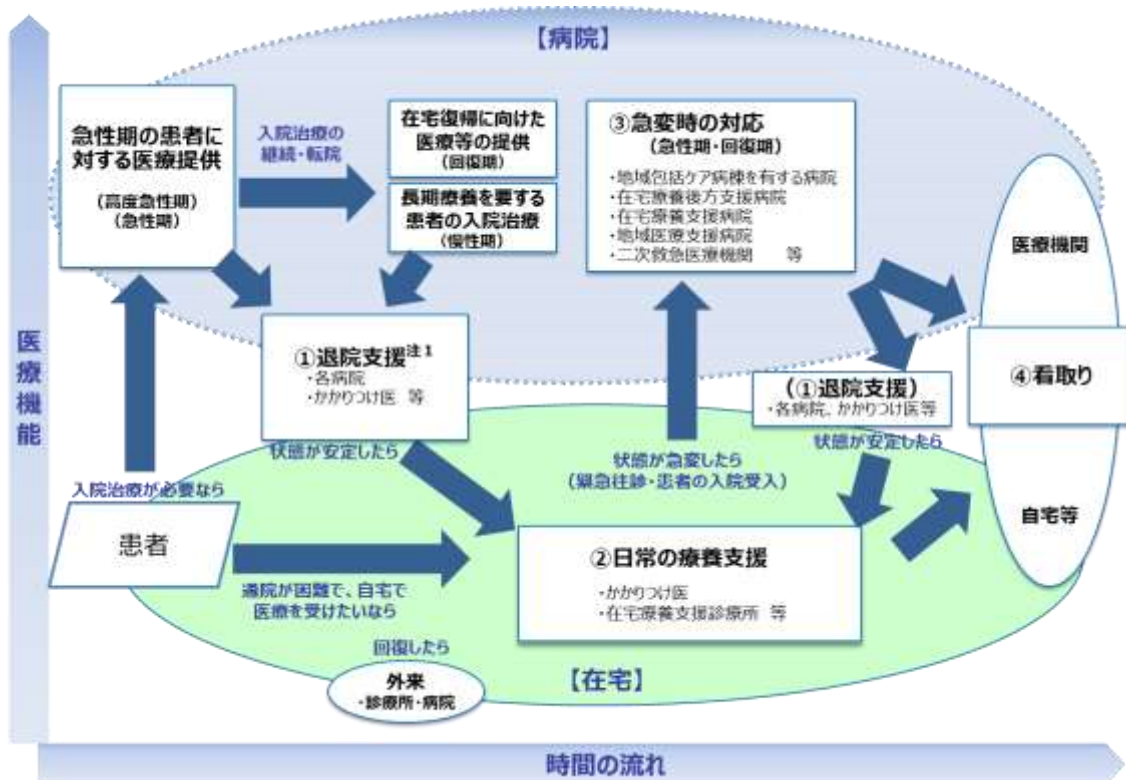 【病院】
急性期の患者に
対する医療提供
(高度急性期)
(急性期)
入院治療の
継続・転院
在宅復帰に向けた
医療等の提供
(回復期)
長期療養を要する
患者の入院治療
(慢性期)
③急変時の対応
(急性期・回復期)
・地域包括ケア病棟を有する病院
・在宅療養後方支援病院
・在宅療養支援病院
・地域医療支援病院
・二次救急医療機関 等
医療機関
④看取り
自宅等
①退院支援注1
・各病院
・かかりつけ医 等
状態が安定したら
(①退院支援)
・各病院、かかりつけ医等
状態が安定したら
状態が急変したら
(緊急往診・患者の入院受入)
入院治療が必要なら
患者
通院が困難で、自宅で
医療を受けたいなら
②日常の療養支援
・かかりつけ医
・在宅療養支援診療所 等
回復したら
外来
・診療所・病院
【在宅】
医療機能
時間の流れ